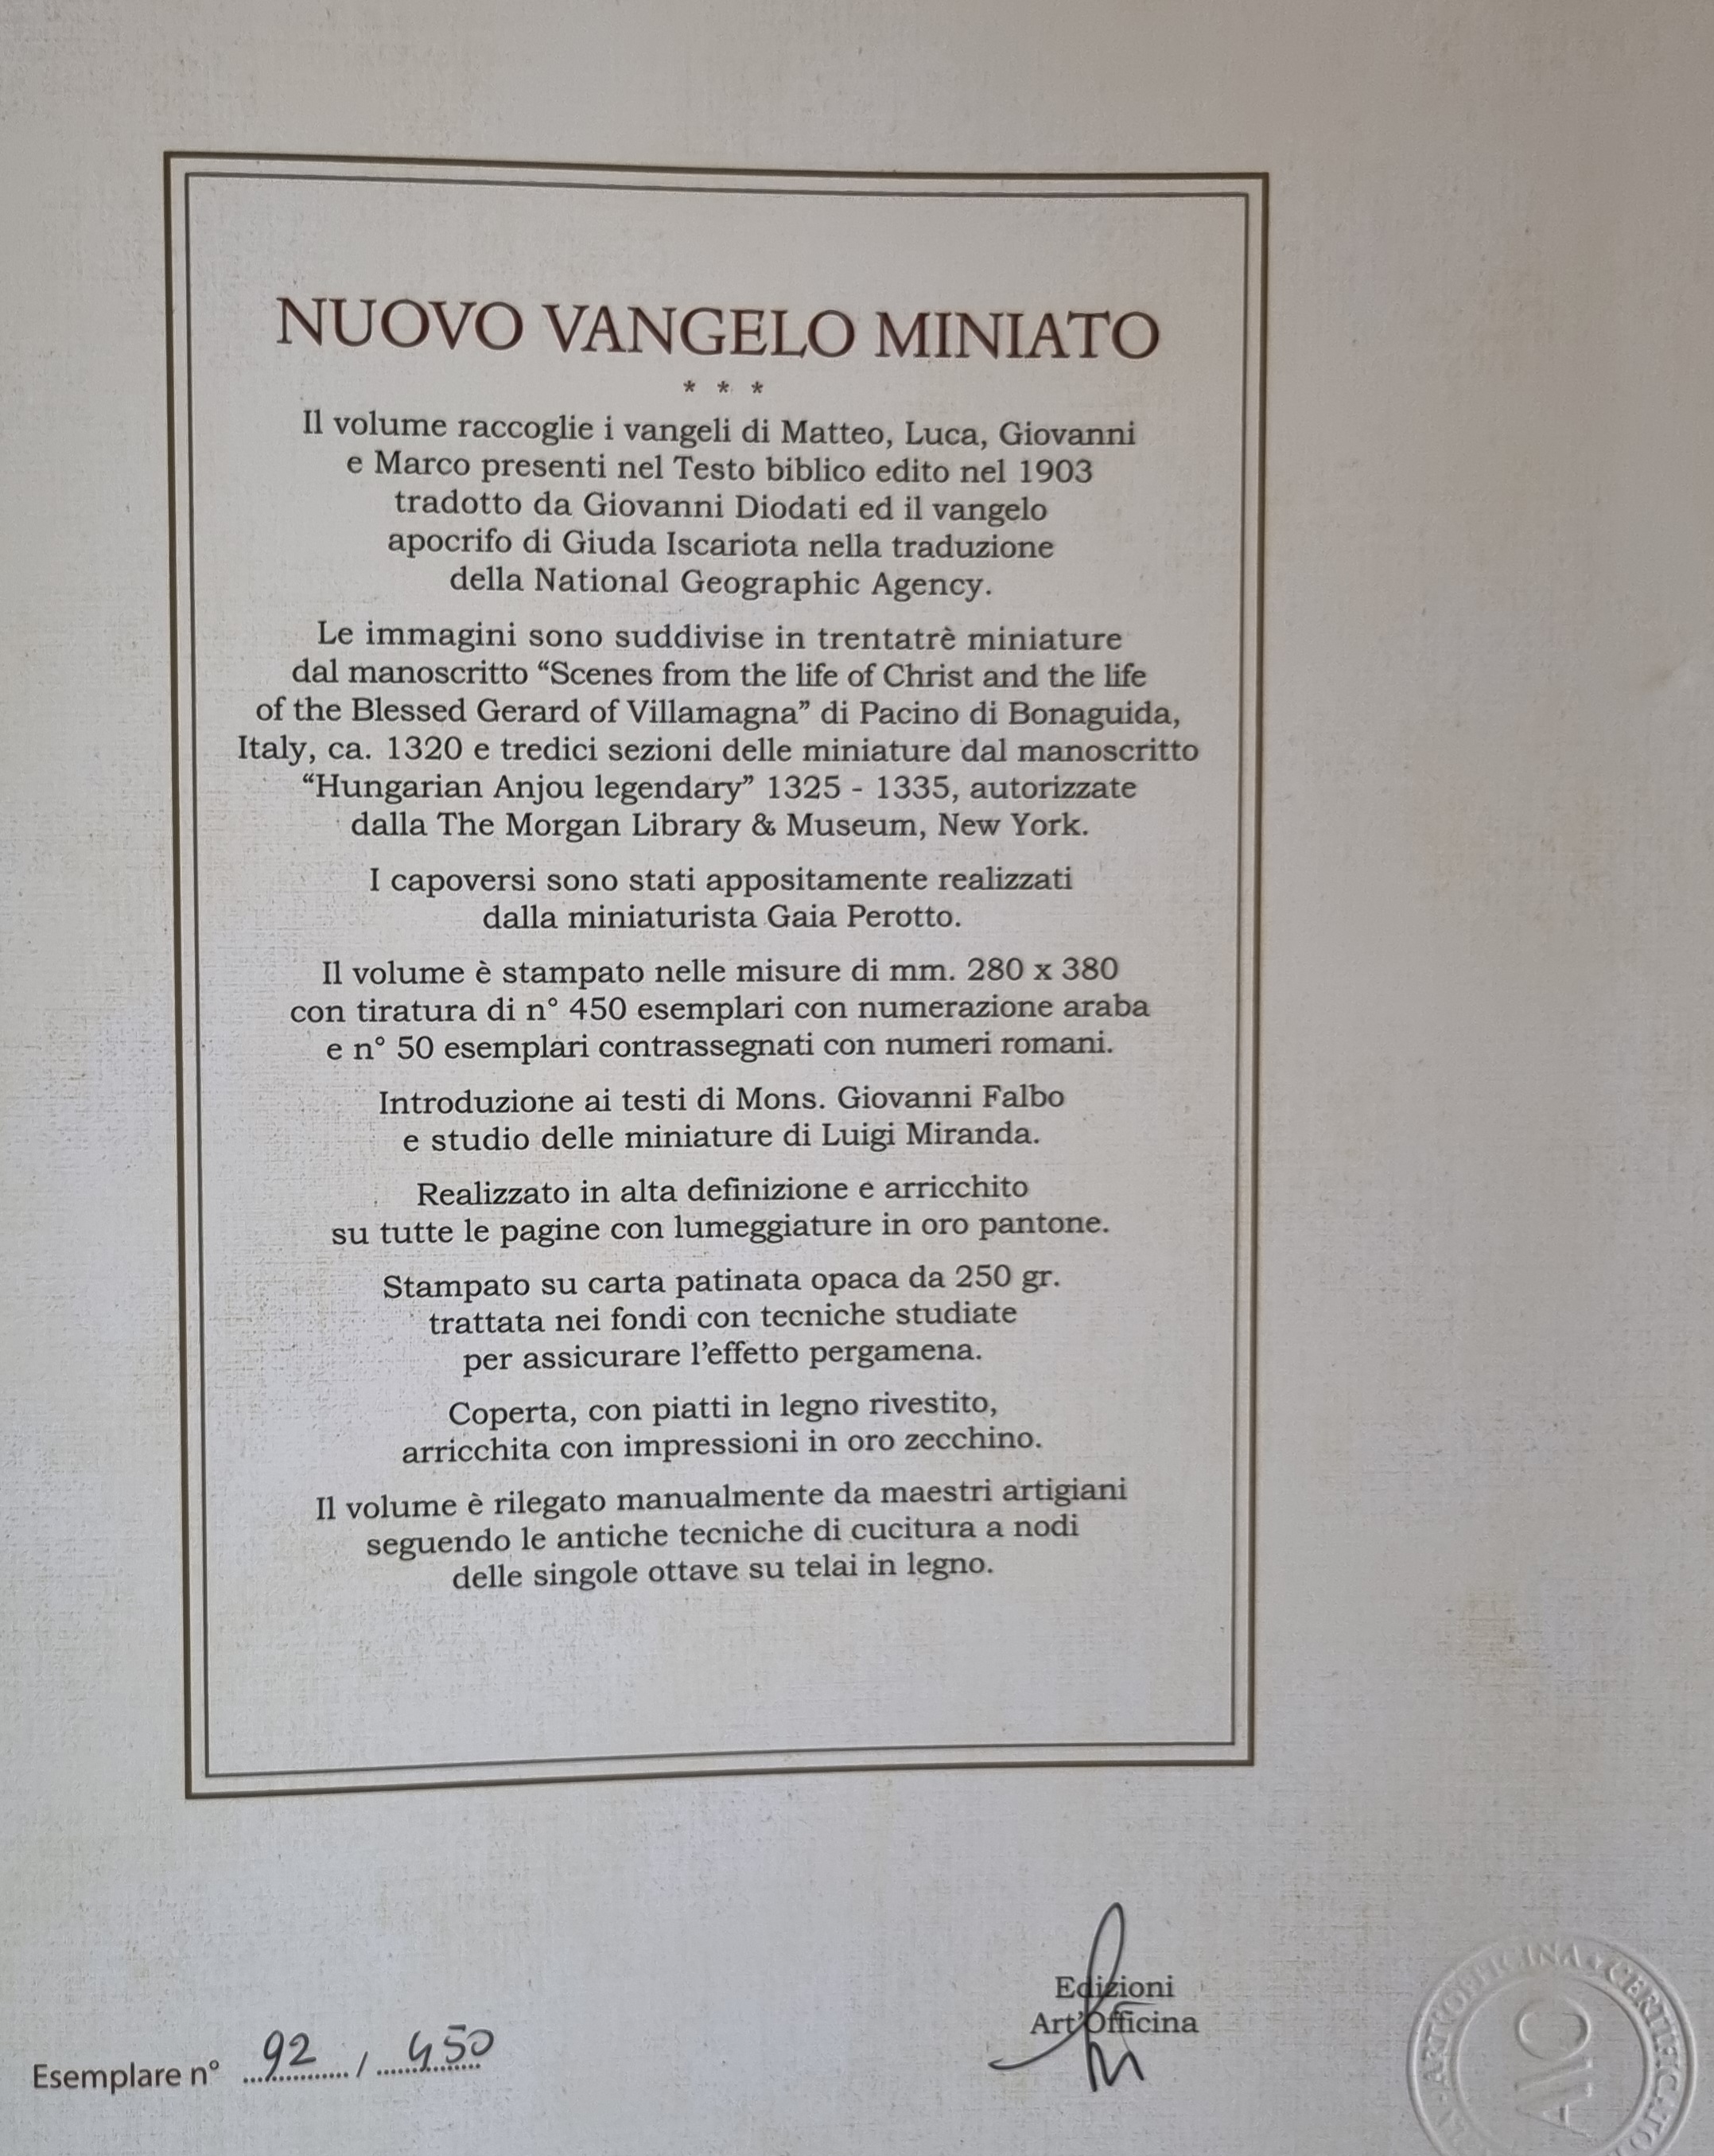 NUOVO VANGELO MINIATO
* * *
Il volume raccoglie i vangeli di Matteo, Luca, Giovanni
e Marco presenti nel Testo biblico edito nel 1903
tradotto da Giovanni Diodati ed il vangelo
apocrifo di Giuda Iscariota nella traduzione
della National Geographic Agency.
Le immagini sono suddivise in trentatrè miniature
dal manoscritto “Scenes from the life of Christ and the life
of the Blessed Gerard of Villamagna” di Pacino di Bonaguida,
Italy, ca. 1320 e tredici sezioni delle miniature dal manoscritto
“Hungarian Anjou legendary” 1325 - 1335, autorizzate
dalla The Morgan Library & Museum, New York.
I capoversi sono stati appositamente realizzati
dalla miniaturista Gaia Perotto.
Il volume è stampato nelle misure di mm. 280 x 380
con tiratura di n° 450 esemplari con numerazione araba
e n° 50 esemplari contrassegnati con numeri romani.
Introduzione ai testi di Mons. Giovanni Falbo
e studio delle miniature di Luigi Miranda.
Realizzato in alta definizione e arricchito
su tutte le pagine con lumeggiature in oro pantone.
Stampato su carta patinata opaca da 250 gr.
trattata nei fondi con tecniche studiate
per assicurare l’effetto pergamena.
Coperta, con piatti in legno rivestito,
arricchita con impressioni in oro zecchino.
Il volume è rilegato manualmente da maestri artigiani
seguendo le antiche tecniche di cucitura a nodi
delle singole ottave su telai in legno.
Edizioni
Art’Officina
Esemplare n° 92 / 450
ARTOFFICINA
AO